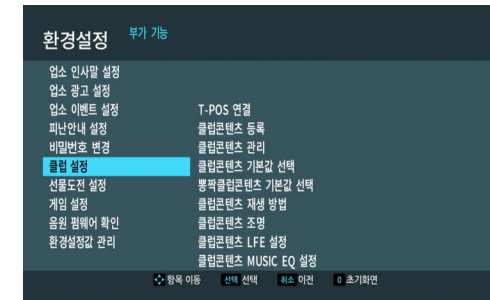 환경설정 부가 기능
업소 인사말 설정
업소 광고 설정
업소 이벤트 설정
피난안내 설정
비밀번호 변경
클럽 설정
선물도전 설정
게임 설정
음원 펌웨어 확인
환경설정값 관리
T-POS 연결
클럽콘텐츠 등록
클럽콘텐츠 관리
클럽콘텐츠 기본값 선택
뽕짝클럽콘텐츠 기본값 선택
클럽콘텐츠 재생 방법
클럽콘텐츠 조명
클럽콘텐츠 LFE 설정
클럽콘텐츠 MUSIC EQ 설정
항목 이동 선택 선택 취소 이전 0 초기화면